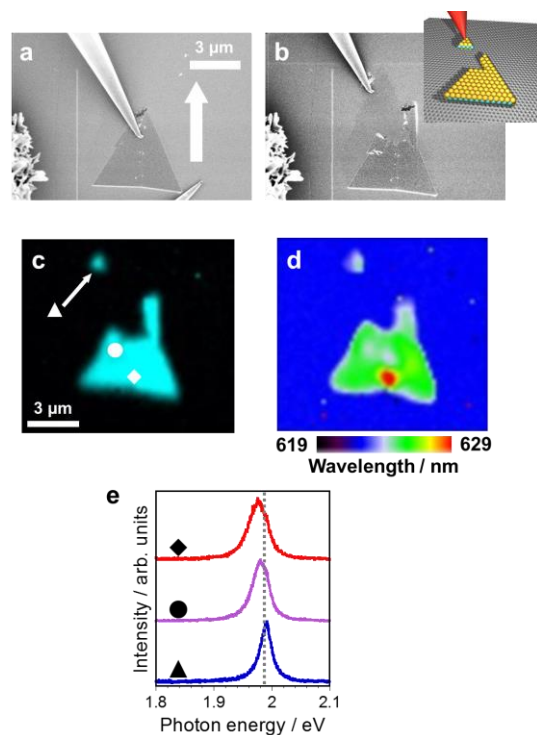 a
3 μm
b
c
3 μm
d
619
629
Wavelength / nm
e
Intensity / arb. units
1.8
1.9
2
2.1
Photon energy / eV